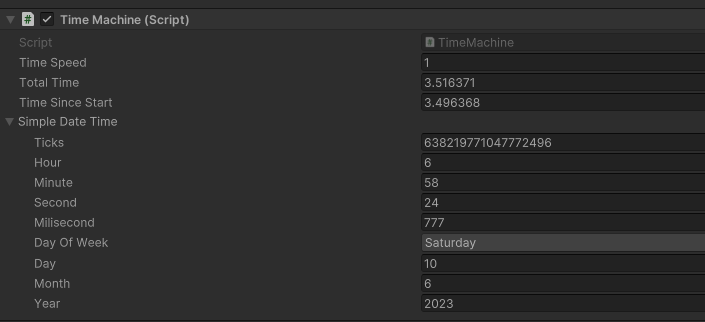 # Time Machine (Script)
Script TimeMachine
Time Speed 1
Total Time 3.516371
Time Since Start 3.496368
Simple Date Time
Ticks 638219771047772496
Hour 6
Minute 58
Second 24
Milisecond 777
Day Of Week Saturday
Day 10
Month 6
Year 2023